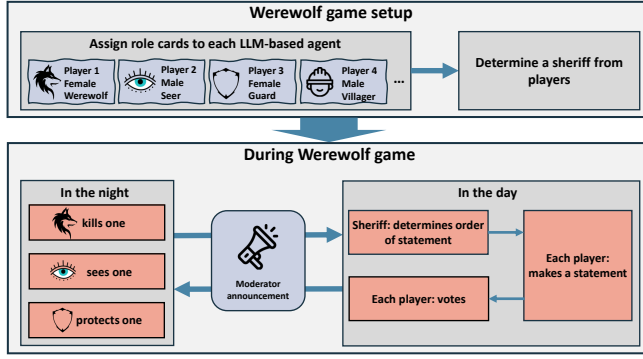 Werewolf game setup
Assign role cards to each LLM-based agent
Player 1
Female
Werewolf
Player 2
Male
Seer
Player 3
Female
Guard
Player 4
Male
Villager
...
Determine a sheriff from
players
During Werewolf game
In the night
kills one
sees one
protects one
Moderator
announcement
In the day
Sheriff: determines order
of statement
Each player:
makes a statement
Each player: votes